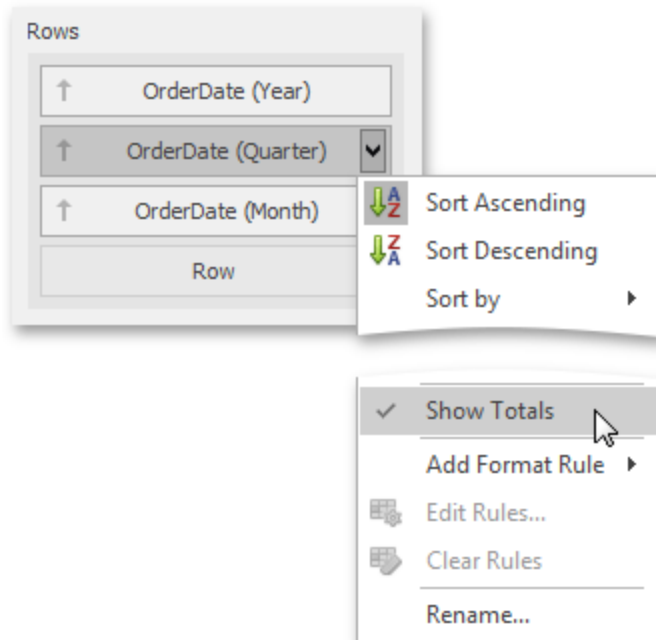 Rows
OrderDate (Year)
OrderDate (Quarter)
OrderDate (Month)
Row
Sort Ascending
Sort Descending
Sort by
Show Totals
Add Format Rule
Edit Rules...
Clear Rules
Rename...